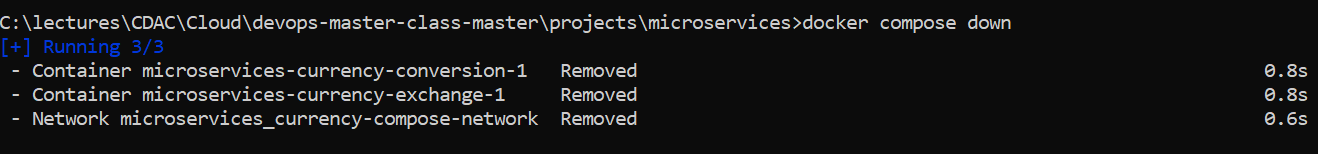 C:\lectures\CDAC\Cloud\devops-master-class-master\projects\microservices>docker compose down
[+] Running 3/3
 - Container microservices-currency-conversion-1   Removed                                                        0.8s
 - Container microservices-currency-exchange-1     Removed                                                        0.8s
 - Network microservices_currency-compose-network  Removed                                                        0.6s